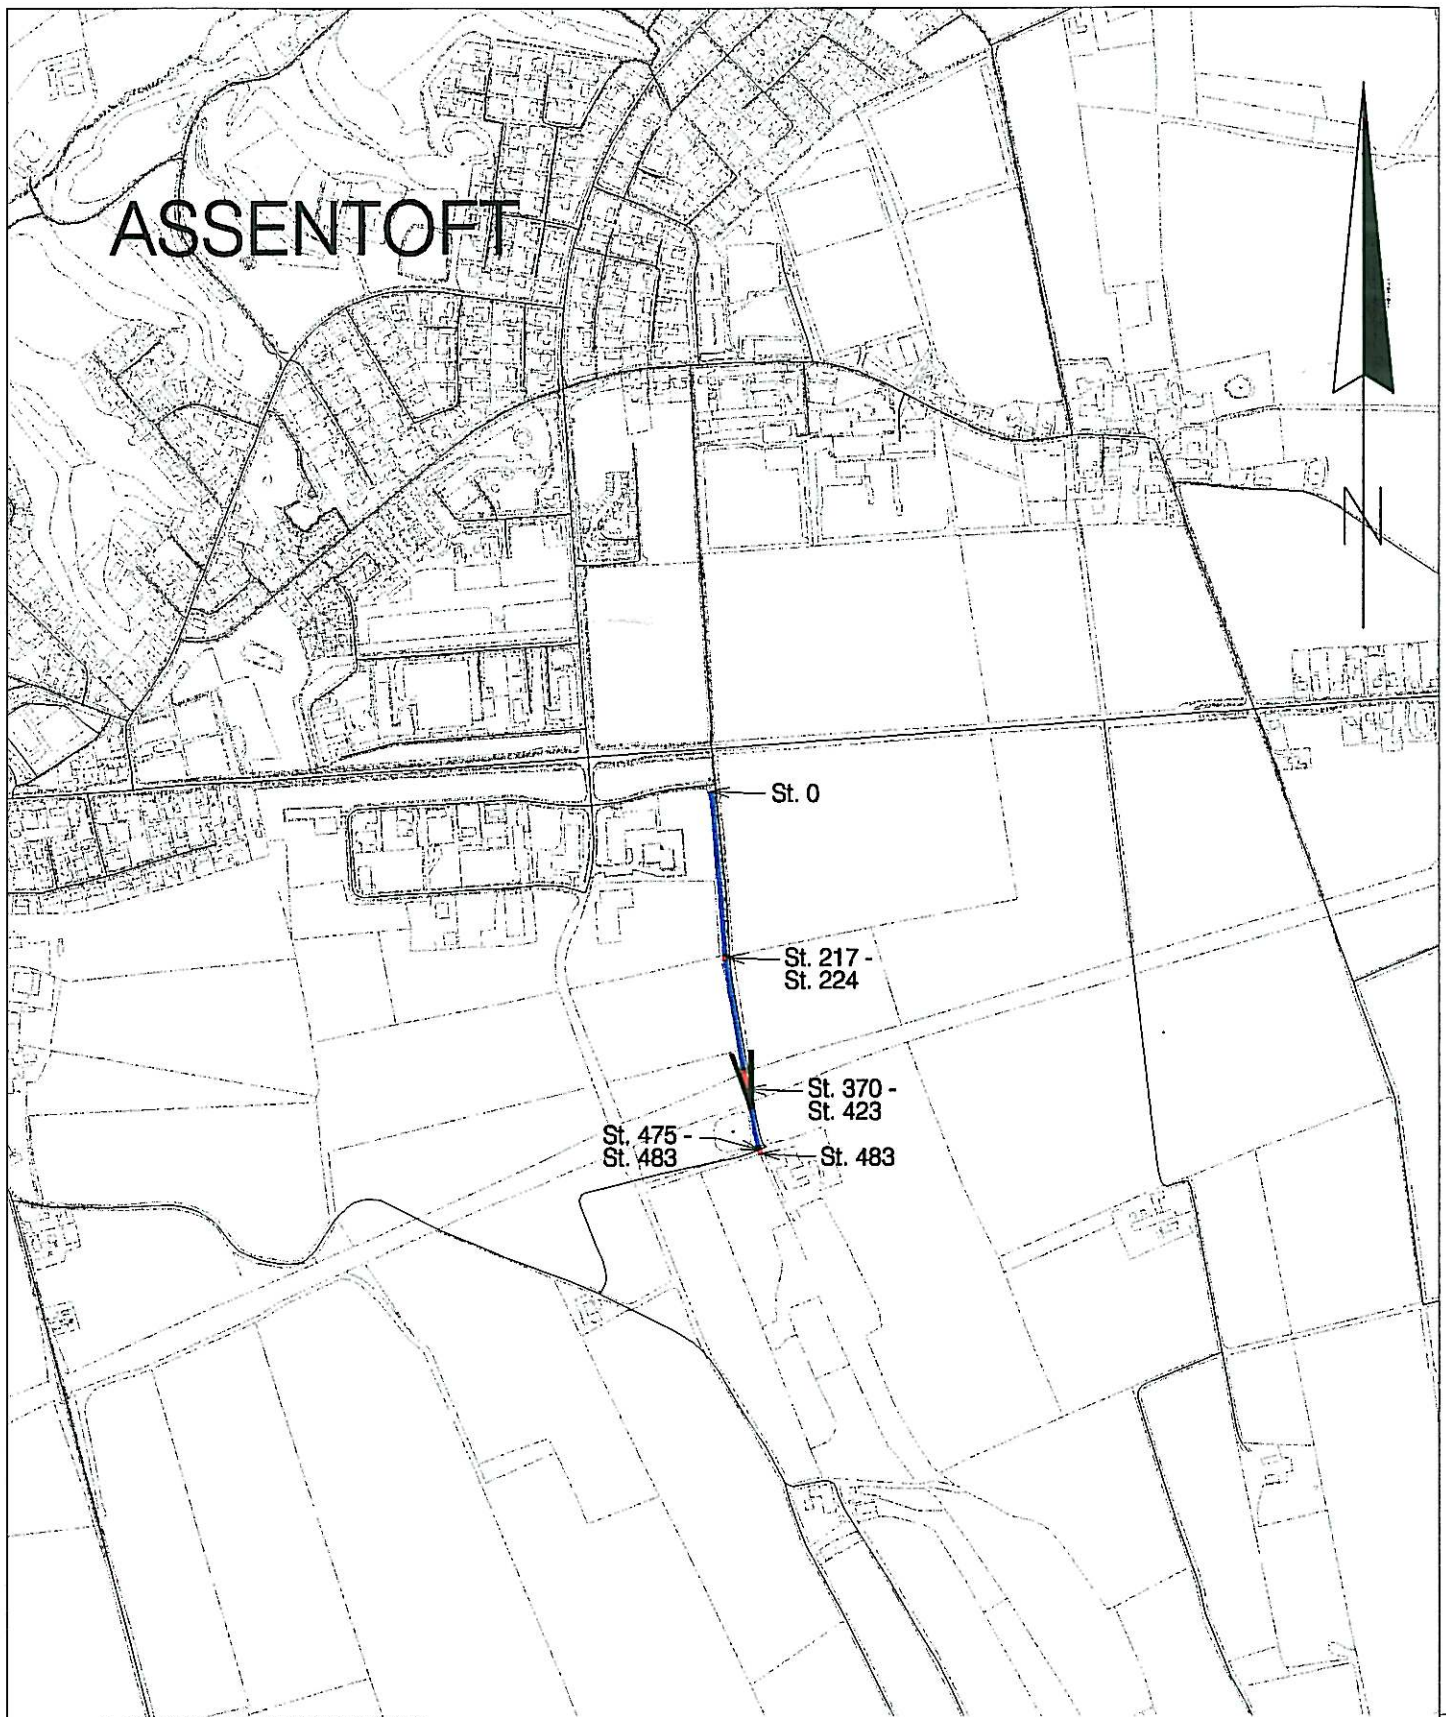 ASSENTOFT
N
St. 0
St. 217 -
St. 224
St. 370 -
St. 423
St. 475 -
St. 483
St. 483